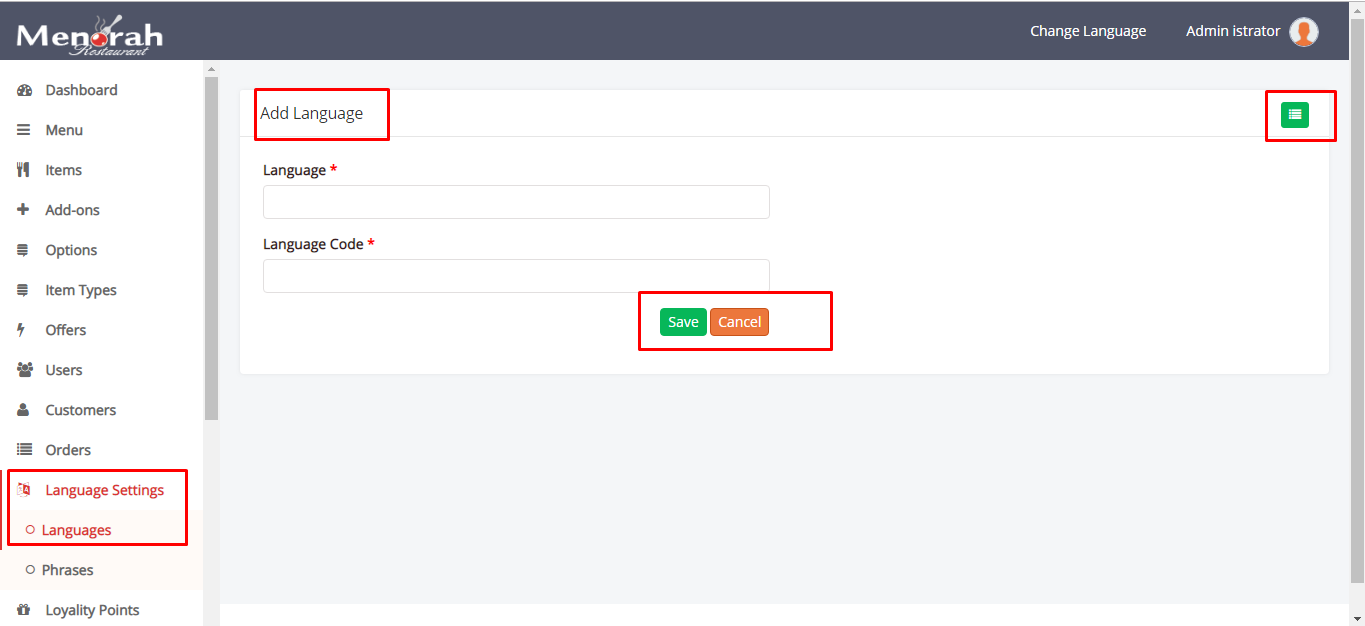 Menorah
Restaurant
Change Language
Admin istrator
Dashboard
Menu
Items
Add-ons
Options
Item Types
Offers
Users
Customers
Orders
Language Settings
Languages
Phrases
Loyality Points
Add Language
Language *
Language Code *
Save
Cancel